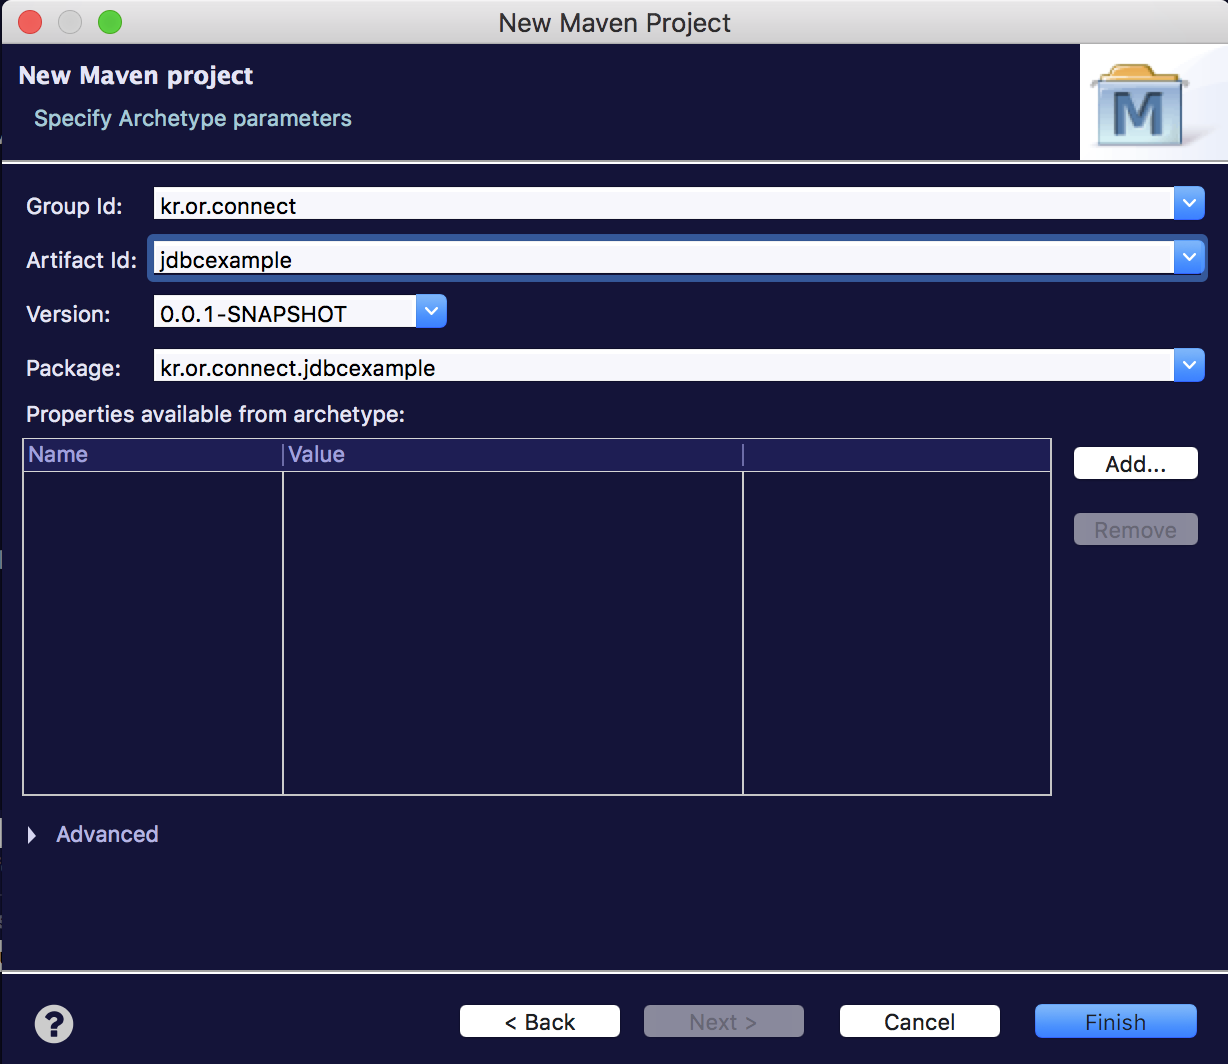 New Maven Project
New Maven project
Specify Archetype parameters
M
Group Id: kr.or.connect
Artifact Id: jdbcexample
Version: 0.0.1-SNAPSHOT
Package: kr.or.connect.jdbcexample
Properties available from archetype:
Name Value
Add...
Remove
Advanced
? < Back Next > Cancel Finish